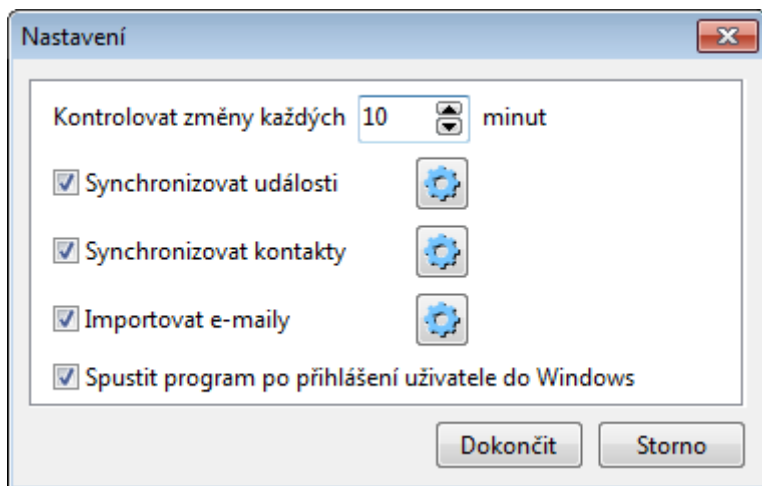 Nastavení
Kontrolovat změny každých 10 minut
Synchronizovat události
Synchronizovat kontakty
Importovat e-maily
Spustit program po přihlášení uživatele do Windows
Dokončit Storno